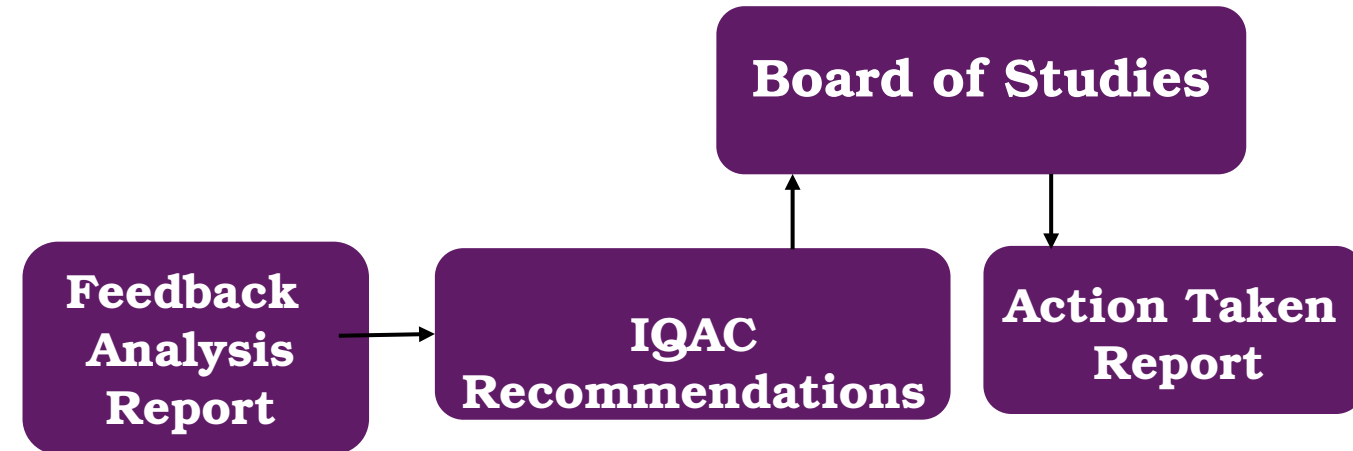 Board of Studies
Feedback
Analysis
Report
IQAC
Recommendations
Action Taken
Report